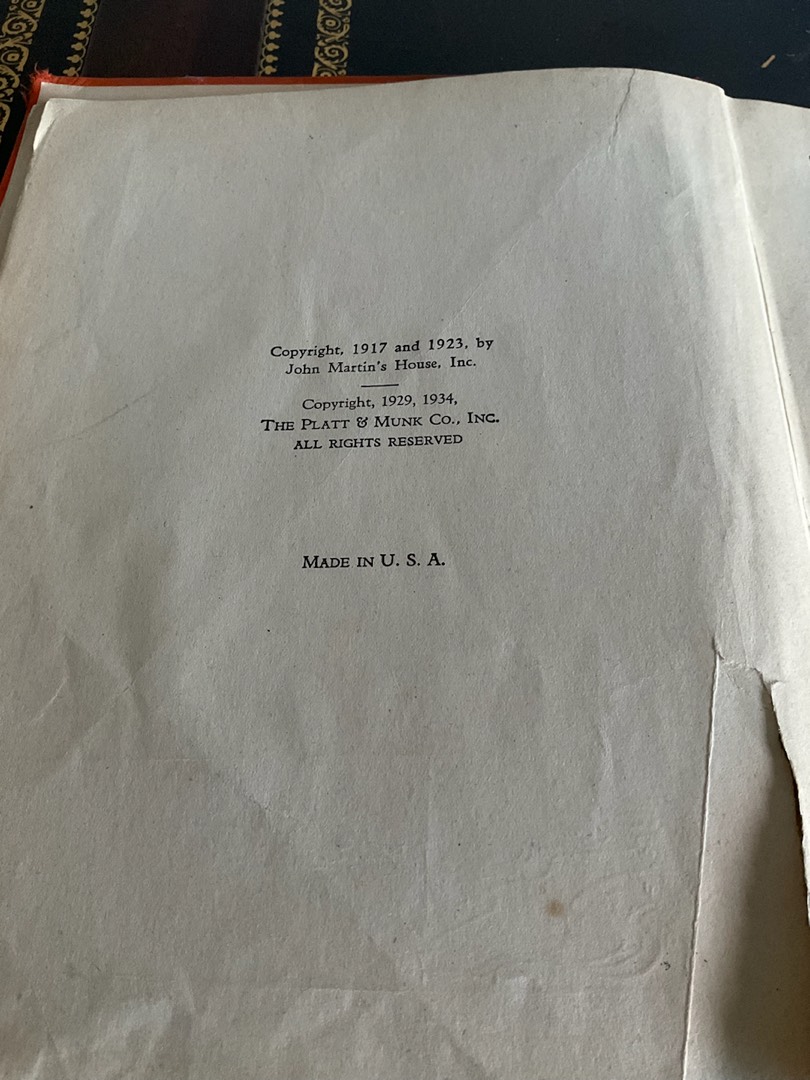 Copyright, 1917 and 1923, by
John Martin's House, Inc.
Copyright, 1929, 1934,
THE PLATT & MUNK CO., INC.
ALL RIGHTS RESERVED
MADE IN U. S. A.